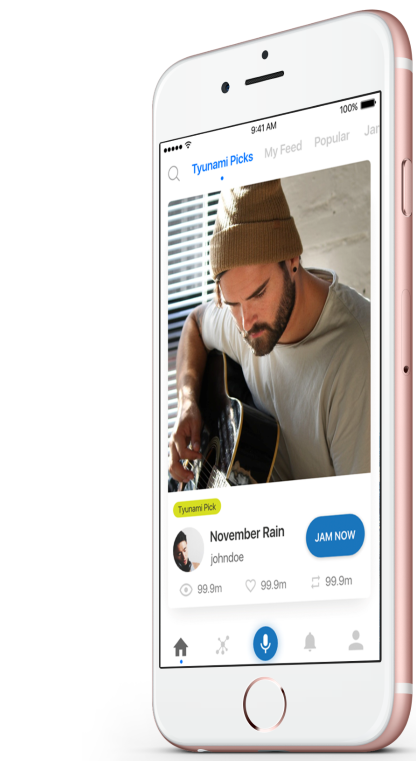 100%
9:41 AM
Tyunami Picks My Feed Popular Jar
Tyunami Pick
November Rain
johndoe
JAM NOW
99.9m 99.9m 99.9m